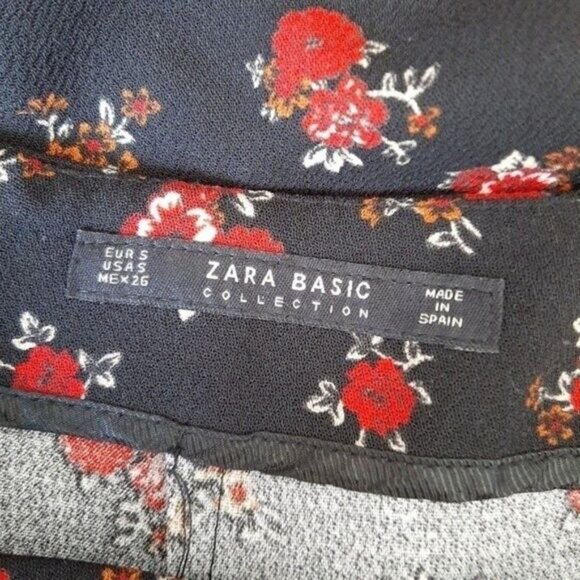 EUR S
USA S
MEX 26
ZARA BASIC
COLLECTION
MADE
IN
SPAIN